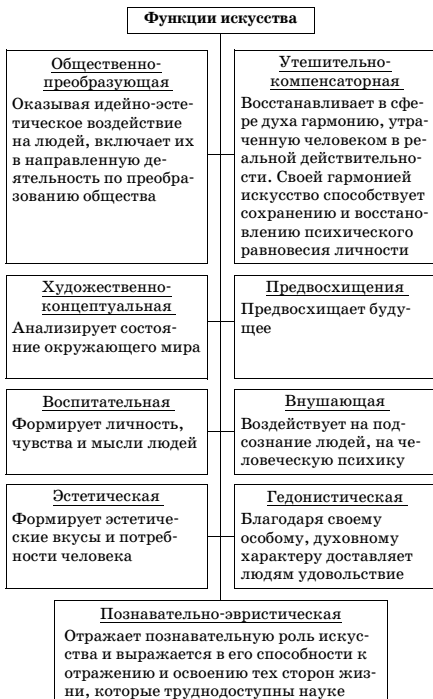 Функции искусства
Общественно-
преобразующая
Оказывая идейно-эсте-
тическое воздействие
на людей, включает их
в направленную де-
ятельность по преобра-
зованию общества
Утешительно-
компенсаторная
Восстанавливает в сфе-
ре духа гармонию, утра-
ченную человеком в ре-
альной действительно-
сти. Своей гармонией
искусство способствует
сохранению и восстано-
влению психического
равновесия личности
Художественно-
концептуальная
Анализирует состоя-
ние окружающего мира
Предвосхищения
Предвосхищает буду-
щее
Воспитательная
Формирует личность,
чувства и мысли людей
Внушающая
Воздействует на под-
сознание людей, на че-
ловеческую психику
Эстетическая
Формирует эстетиче-
ские вкусы и потреб-
ности человека
Гедонистическая
Благодаря своему
особому, духовному
характеру доставляет
людям удовольствие
Познавательно-эвристическая
Отражает познавательную роль искус-
ства и выражается в его способности к
отражению и освоению тех сторон жиз-
ни, которые труднодоступны науке